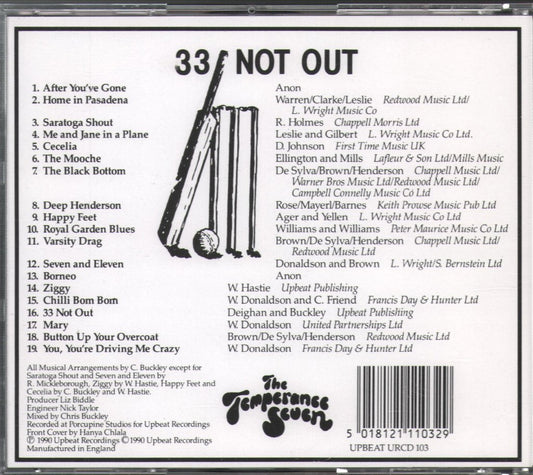 33 NOT OUT
1. After You've Gone Anon
2. Home in Pasadena Warren/Clarke/Leslie Redwood Music Ltd/
L. Wright Music Co
3. Saratoga Shout R. Holmes Chappell Morris Ltd
4. Me and Jane in a Plane Leslie and Gilbert L. Wright Music Co Ltd.
5. Cecelia D. Johnson First Time Music UK
6. The Mooche Ellington and Mills Lafleur & Son Ltd/Mills Music
7. The Black Bottom De Sylva/Brown/Henderson Chappell Music Ltd/
Warner Bros Music Ltd/Redwood Music Ltd/
Campbell Connelly Music Có Ltd
8. Deep Henderson Rose/Mayerl/Barnes Keith Prowse Music Pub Ltd
9. Happy Feet Ager and Yellen L. Wright Music Co Ltd
10. Royal Garden Blues Williams and Williams Peter Maurice Music Co Ltd
11. Varsity Drag Brown/De Sylva/Henderson Chappell Music Ltd/
Redwood Music Ltd
12. Seven and Eleven Donaldson and Brown L. Wright/S. Bernstein Ltd
13. Borneo Anon
14. Ziggy W. Hastie Upbeat Publishing
15. Chilli Bom Bom W. Donaldson and C. Friend Francis Day & Hunter Ltd
16. 33 Not Out Deighan and Buckley Upbeat Publishing
17. Mary W. Donaldson United Partnerships Ltd
18. Button Up Your Overcoat Brown/De Sylva/Henderson Redwood Music Ltd
19. You, You're Driving Me Crazy W. Donaldson Francis Day & Hunter Ltd
All Musical Arrangements by C. Buckley except for
Saratoga Shout and Seven and Eleven by
R. Mickleborough, Ziggy by W. Hastie, Happy Feet and
Cecelia by C. Buckley and W. Hastie.
Producer Liz Biddle
Engineer Nick Taylor
Mixed by Chris Buckley
Recorded at Porcupine Studios for Upbeat Recordings
Front Cover by Hanya Chlala
℗ 1990 Upbeat Recordings © 1990 Upbeat Recordings
Manufactured in England
The
Temperance
Seven
5 018121 110329
UPBEAT URCD 103